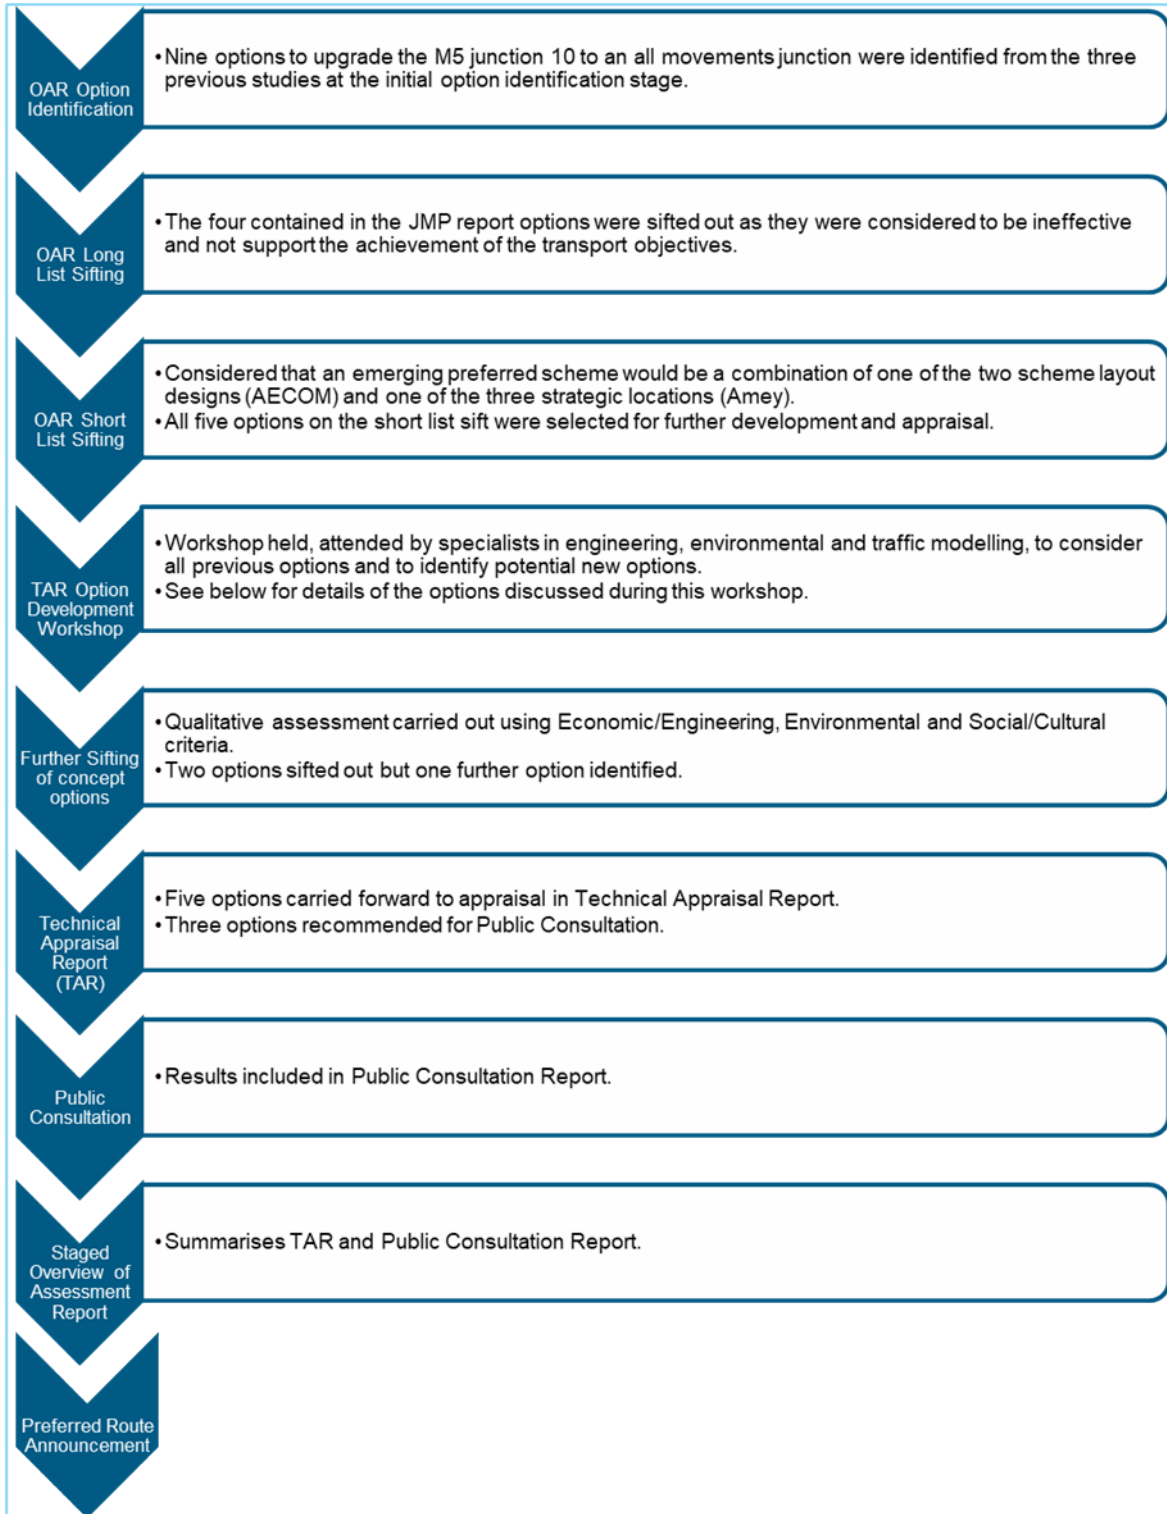 OAR Option
Identification
•Nine options to upgrade the M5 junction 10 to an all movements junction were identified from the three
previous studies at the initial option identification stage.
OAR Long
List Sifting
•The four contained in the JMP report options were sifted out as they were considered to be ineffective
and not support the achievement of the transport objectives.
OAR Short
List Sifting
•Considered that an emerging preferred scheme would be a combination of one of the two scheme layout
designs (AECOM) and one of the three strategic locations (Amey).
•All five options on the short list sift were selected for further development and appraisal.
TAR Option
Development
Workshop
•Workshop held, attended by specialists in engineering, environmental and traffic modelling, to consider
all previous options and to identify potential new options.
•See below for details of the options discussed during this workshop.
Further Sifting
of concept
options
•Qualitative assessment carried out using Economic/Engineering, Environmental and Social/Cultural
criteria.
•Two options sifted out but one further option identified.
Technical
Appraisal
Report
(TAR)
•Five options carried forward to appraisal in Technical Appraisal Report.
•Three options recommended for Public Consultation.
Public
Consultation
•Results included in Public Consultation Report.
Staged
Overview of
Assessment
Report
•Summarises TAR and Public Consultation Report.
Preferred Route
Announcement